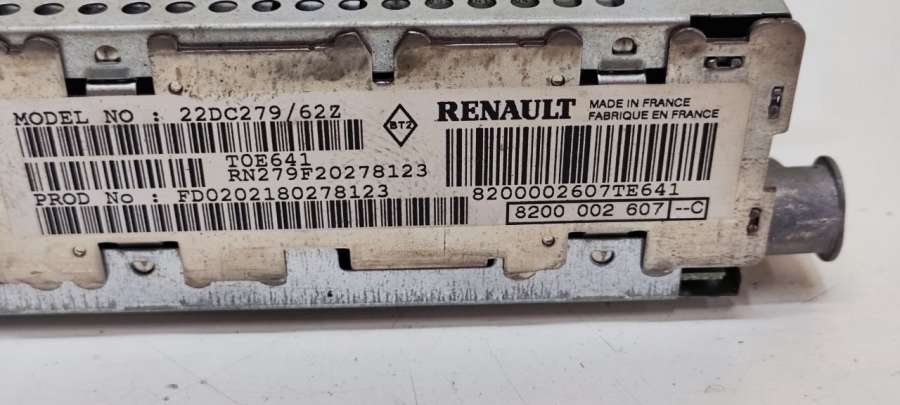 MODEL NO : 22DC279/62Z
TOE641
RN279F20278123
PROD No : FD0202180278123
BTZ
RENAULT
MADE IN FRANCE
FABRIQUE EN FRANCE
8200002607TE641
8200 002 607 --C